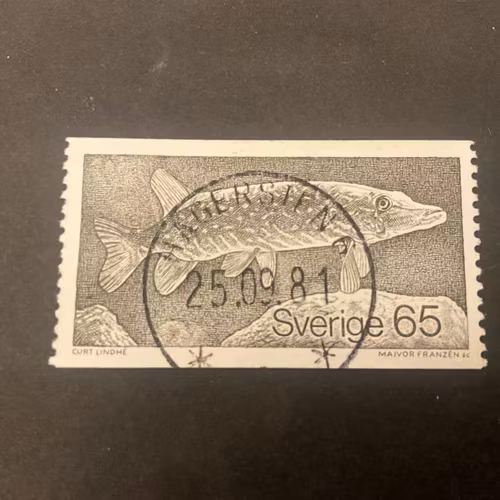 HÄGERSTEN
25.09.81
Sverige 65
CURT LINDHÉ
MAJVOR FRANZÉN SC